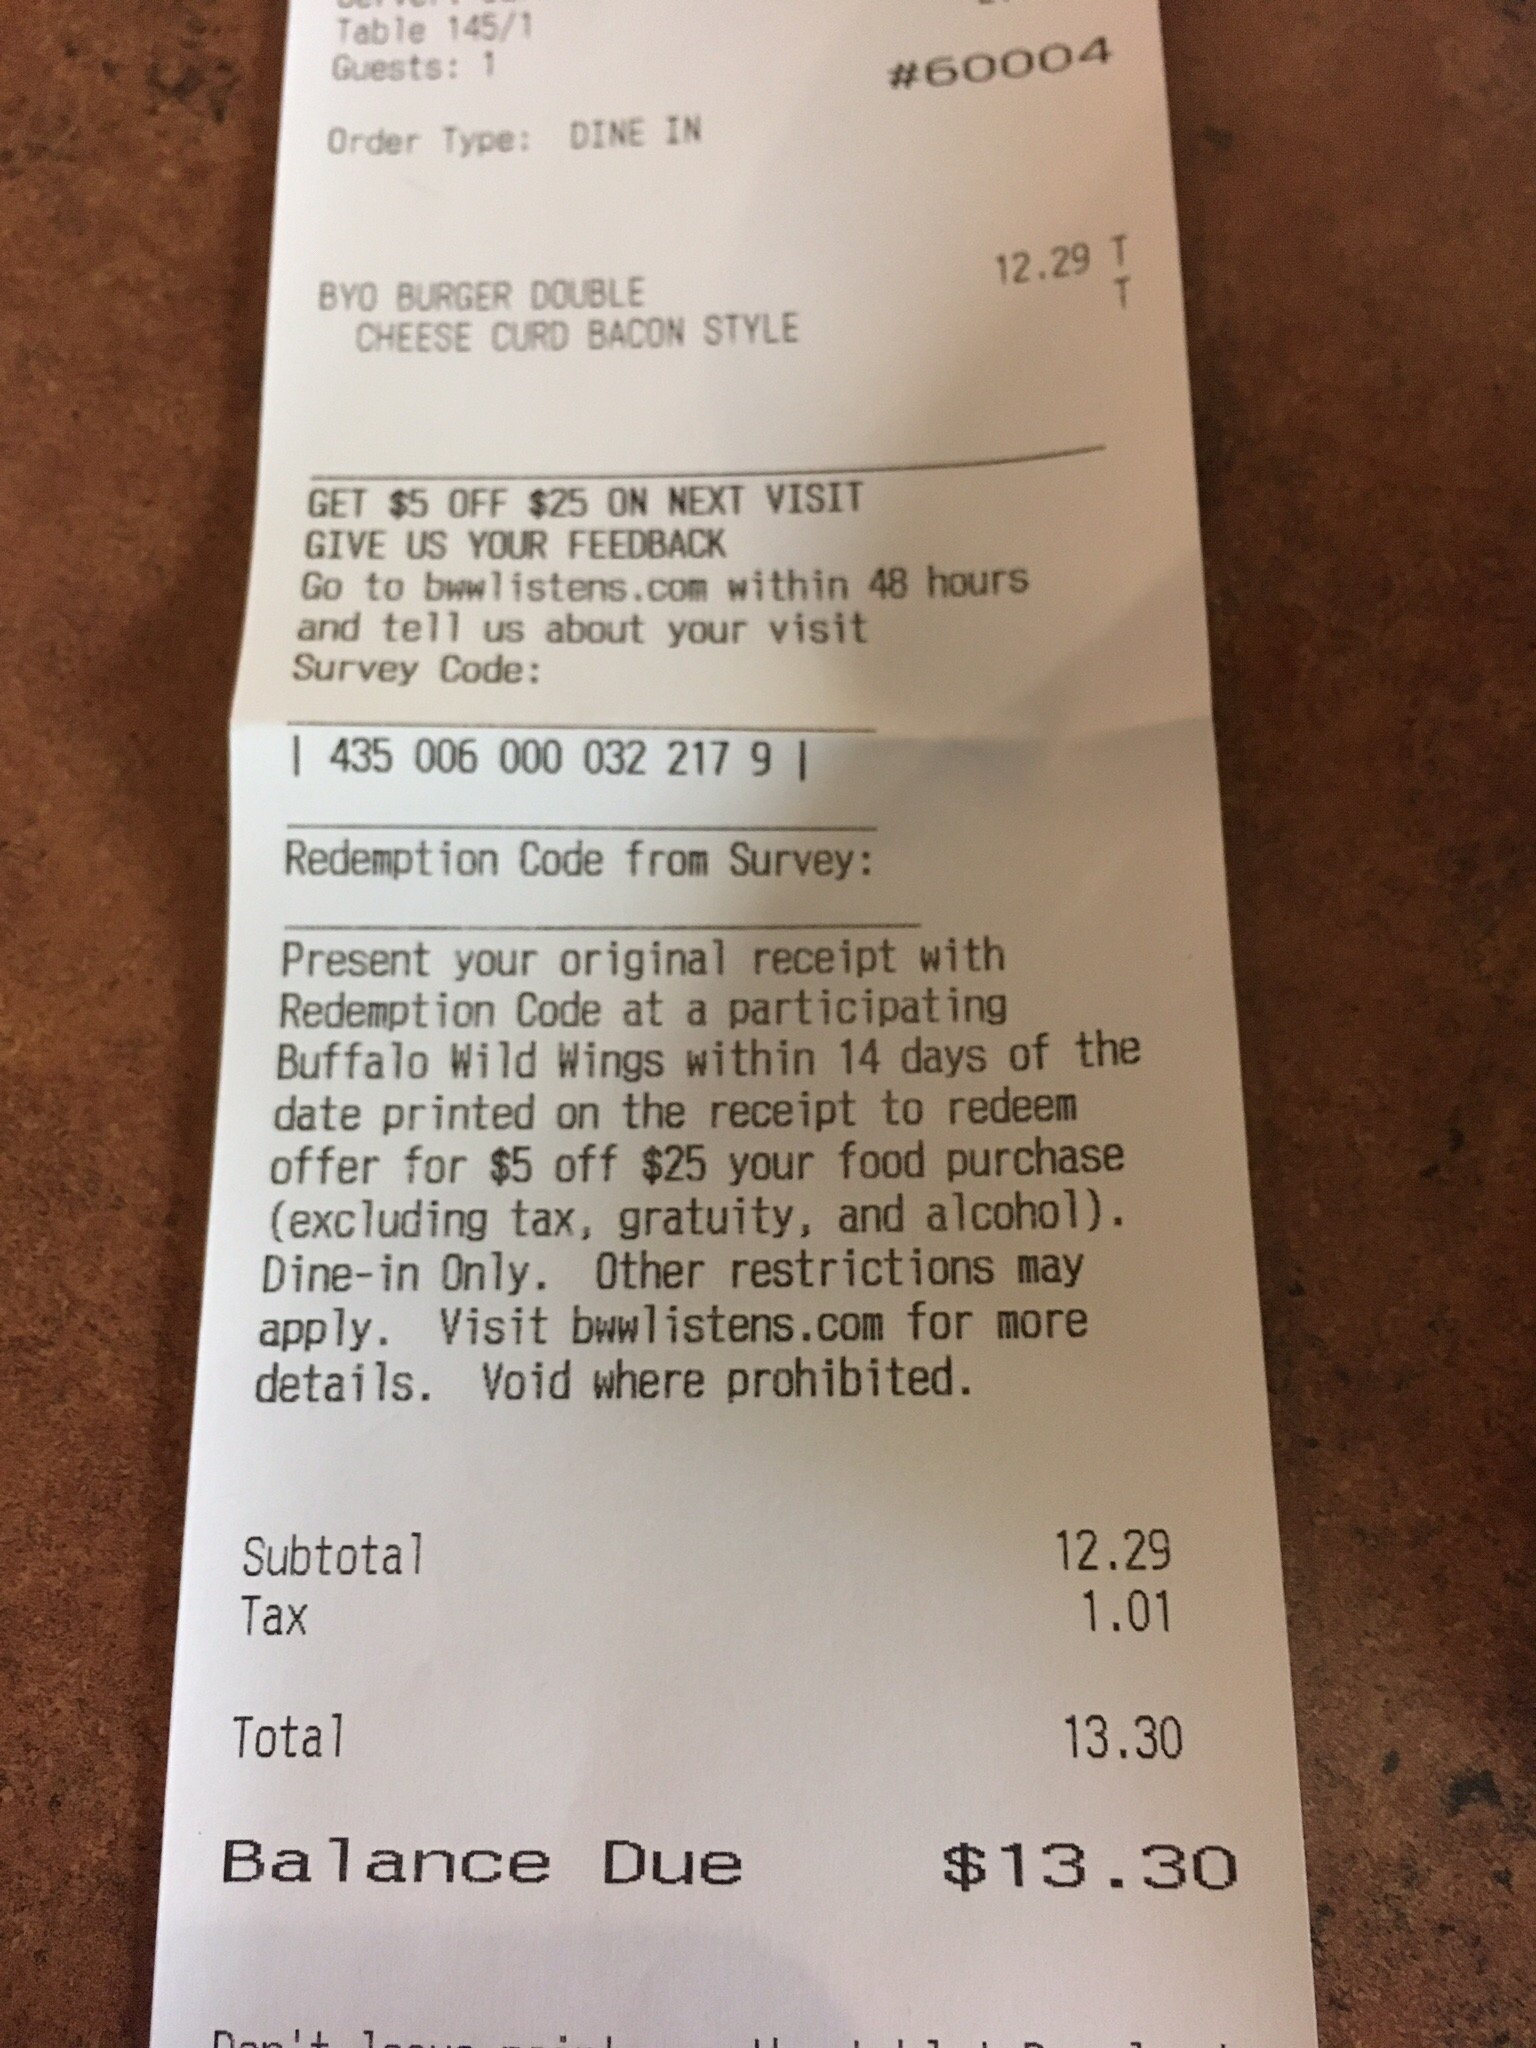 Table 145/1
Guests: 1
#60004
Order Type: DINE IN
BYO BURGER DOUBLE 12.29 T
CHEESE CURD BACON STYLE T
GET $5 OFF $25 ON NEXT VISIT
GIVE US YOUR FEEDBACK
Go to bwwlistens.com within 48 hours
and tell us about your visit
Survey Code:
| 435 006 000 032 217 9 |
Redemption Code from Survey:
Present your original receipt with
Redemption Code at a participating
Buffalo Wild Wings within 14 days of the
date printed on the receipt to redeem
offer for $5 off $25 your food purchase
(excluding tax, gratuity, and alcohol).
Dine-in Only. Other restrictions may
apply. Visit bwwlistens.com for more
details. Void where prohibited.
Subtotal 12.29
Tax 1.01
Total 13.30
Balance Due $13.30